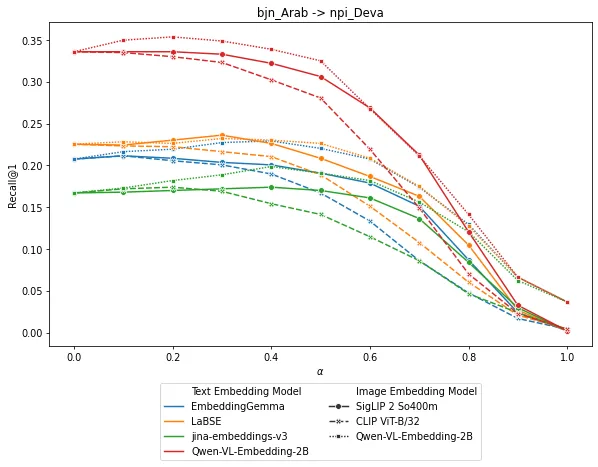 bjn_Arab -> npi_Deva
Recall@1
0.35
0.30
0.25
0.20
0.15
0.10
0.05
0.00
0.0 0.2 0.4 0.6 0.8 1.0
α
Text Embedding Model
EmbeddingGemma
LaBSE
jina-embeddings-v3
Qwen-VL-Embedding-2B
Image Embedding Model
SigLIP 2 So400m
CLIP ViT-B/32
Qwen-VL-Embedding-2B